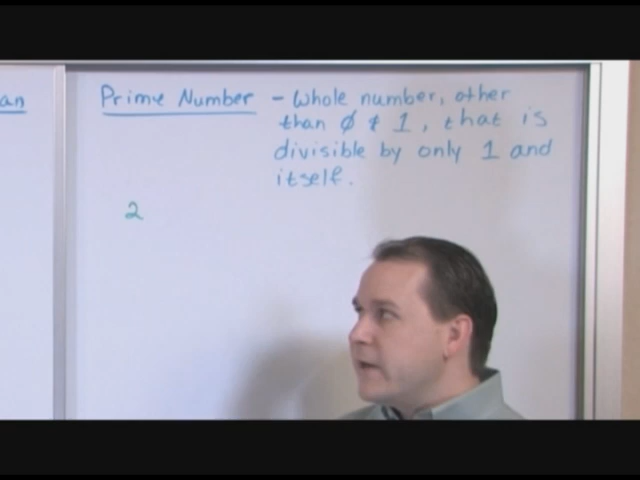 an
Prime Number - Whole number, other
than Ø & 1, that is
divisible by only 1 and
itself.
2